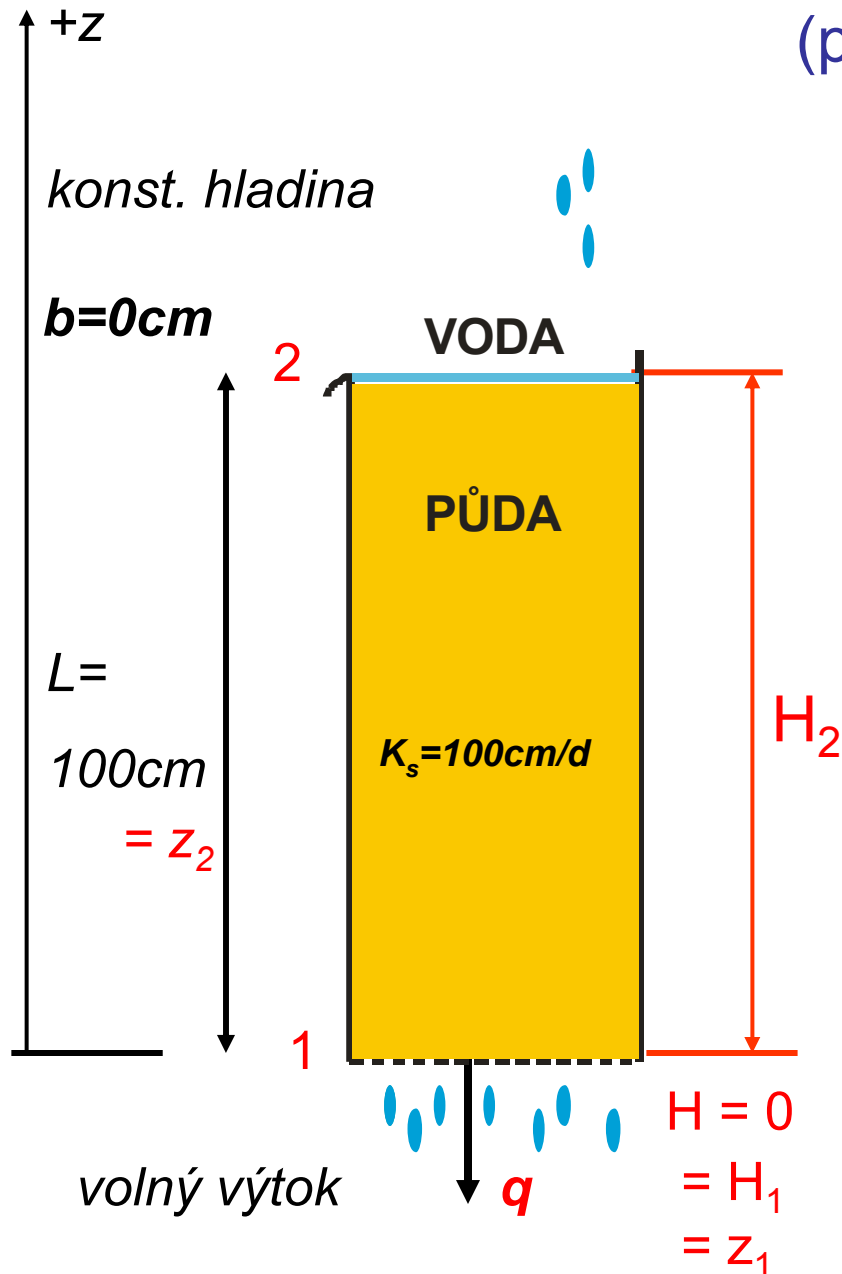 +z
(p
konst. hladina
b=0cm
VODA
2
PŮDA
L=
100cm
= z₂
Kₛ=100cm/d
H₂
1
H = 0
= H₁
= z₁
volný výtok
q